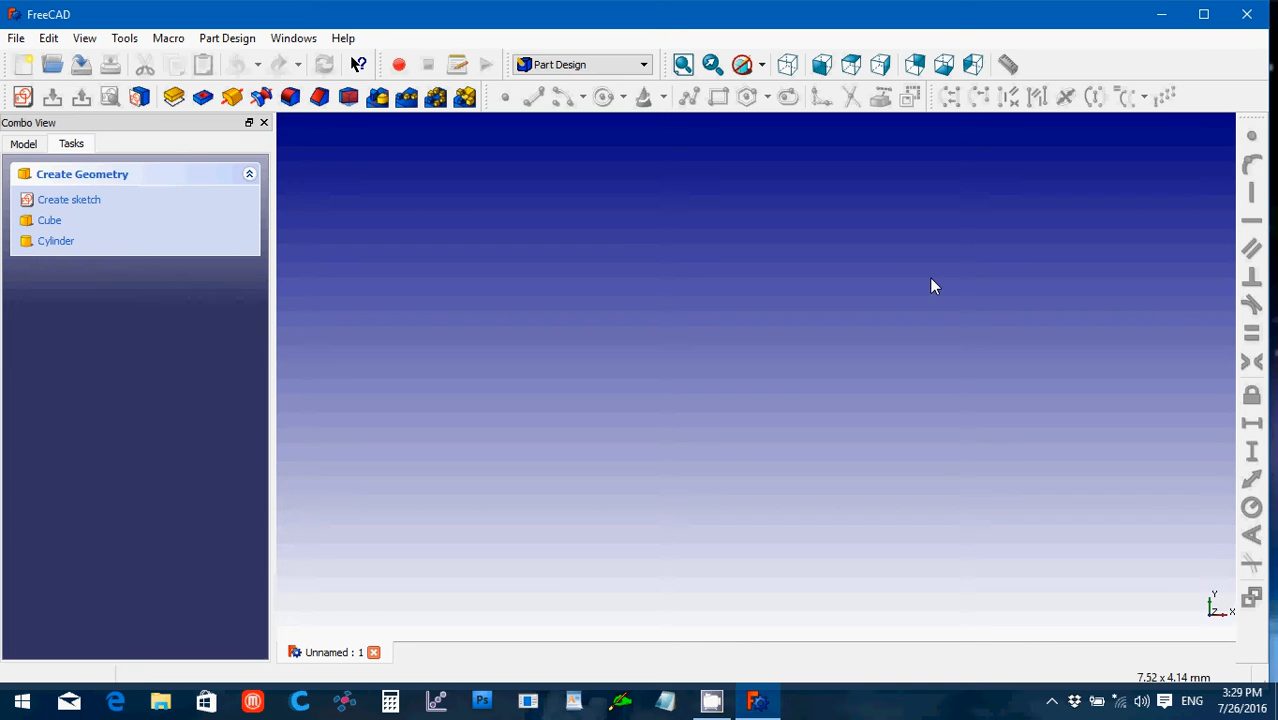 FreeCAD
File Edit View Tools Macro Part Design Windows Help
Part Design
Combo View
Model Tasks
Create Geometry
Create sketch
Cube
Cylinder
Y
Z X
Unnamed : 1
7.52 x 4.14 mm
Ps
ENG
3:29 PM
7/26/2016